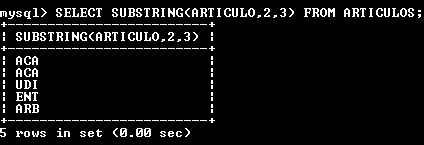 mysql> SELECT SUBSTRING(ARTICULO,2,3) FROM ARTICULOS;
+-------------------------+
| SUBSTRING(ARTICULO,2,3) |
+-------------------------+
| ACA                     |
| ACA                     |
| UDI                     |
| ENT                     |
| ARB                     |
+-------------------------+
5 rows in set (0.00 sec)